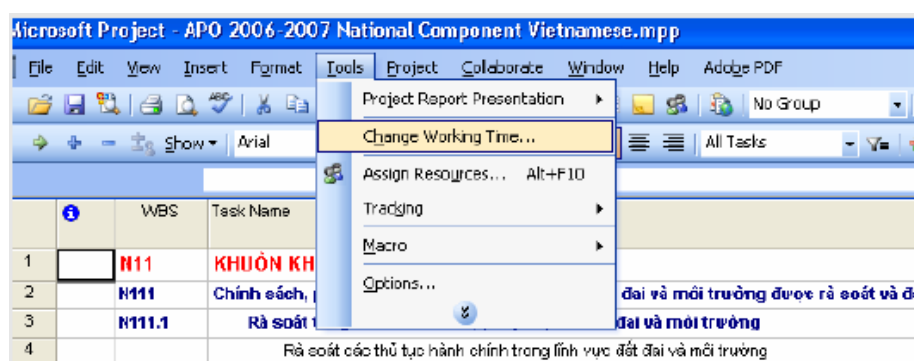 Microsoft Project - APO 2006-2007 National Component Vietnamese.mpp
File Edit View Insert Format Tools Project Collaborate Window Help Adobe PDF
Project Report Presentation
No Group
Change Working Time...
Show Arial
All Tasks
Assign Resources... Alt+F10
WBS Task Name
Tracking
Macro
Options...
1 N11 KHUÔN KH
2 N111 Chính sách, đai và môi trường được rà soát và đ
3 N111.1 Rà soát đai và môi trường
4 Rà soát các thủ tục hành chính trong lĩnh vực đất đai và môi trường